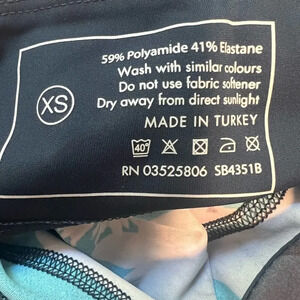 XS
59% Polyamide 41% Elastane
Wash with similar colours
Do not use fabric softener
Dry away from direct sunlight
MADE IN TURKEY
40°
RN 03525806 SB4351B